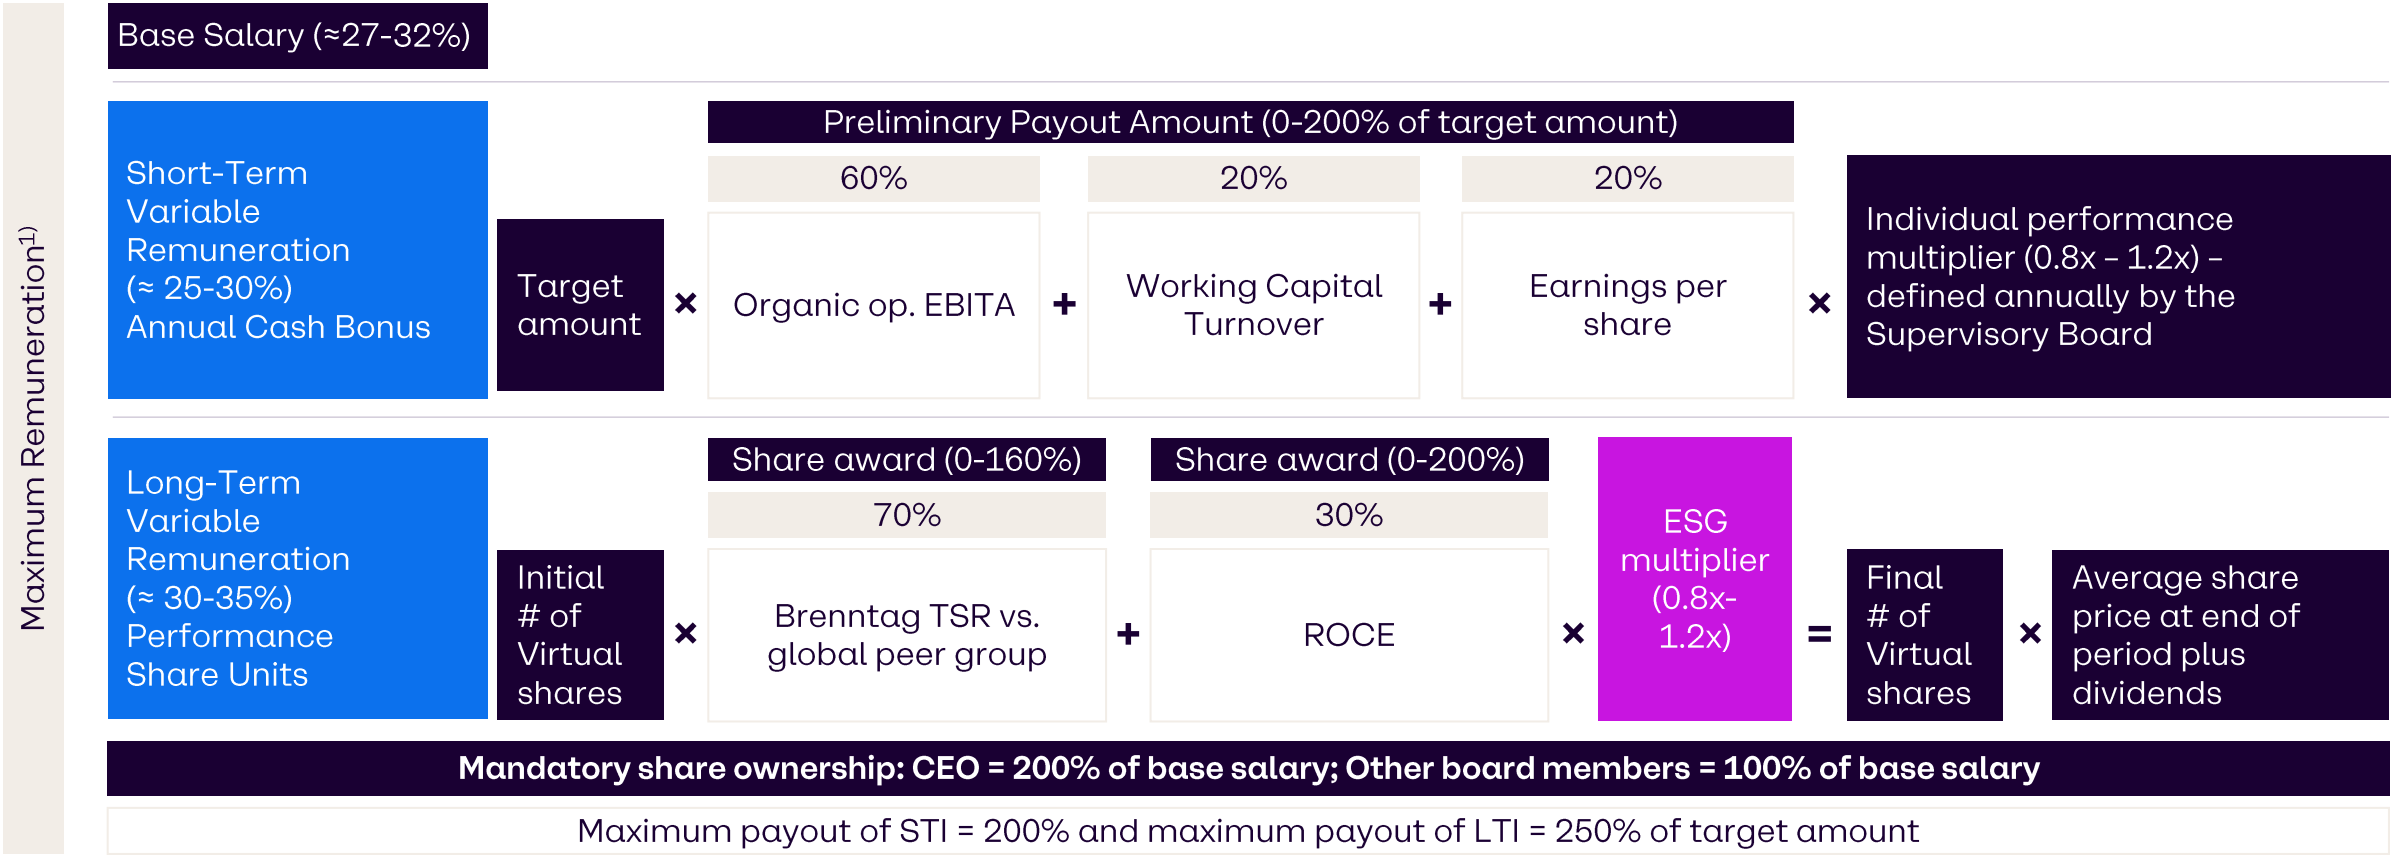 Maximum Remuneration1)
Base Salary (≈27-32%)
Short-Term
Variable
Remuneration
(≈ 25-30%)
Annual Cash Bonus
Target
amount
×
Preliminary Payout Amount (0-200% of target amount)
60%
Organic op. EBITA
+
20%
Working Capital
Turnover
+
20%
Earnings per
share
×
Individual performance
multiplier (0.8x – 1.2x) –
defined annually by the
Supervisory Board
Long-Term
Variable
Remuneration
(≈ 30-35%)
Performance
Share Units
Initial
# of
Virtual
shares
×
Share award (0-160%)
70%
Brenntag TSR vs.
global peer group
+
Share award (0-200%)
30%
ROCE
×
ESG
multiplier
(0.8x-
1.2x)
=
Final
# of
Virtual
shares
×
Average share
price at end of
period plus
dividends
Mandatory share ownership: CEO = 200% of base salary; Other board members = 100% of base salary
Maximum payout of STI = 200% and maximum payout of LTI = 250% of target amount